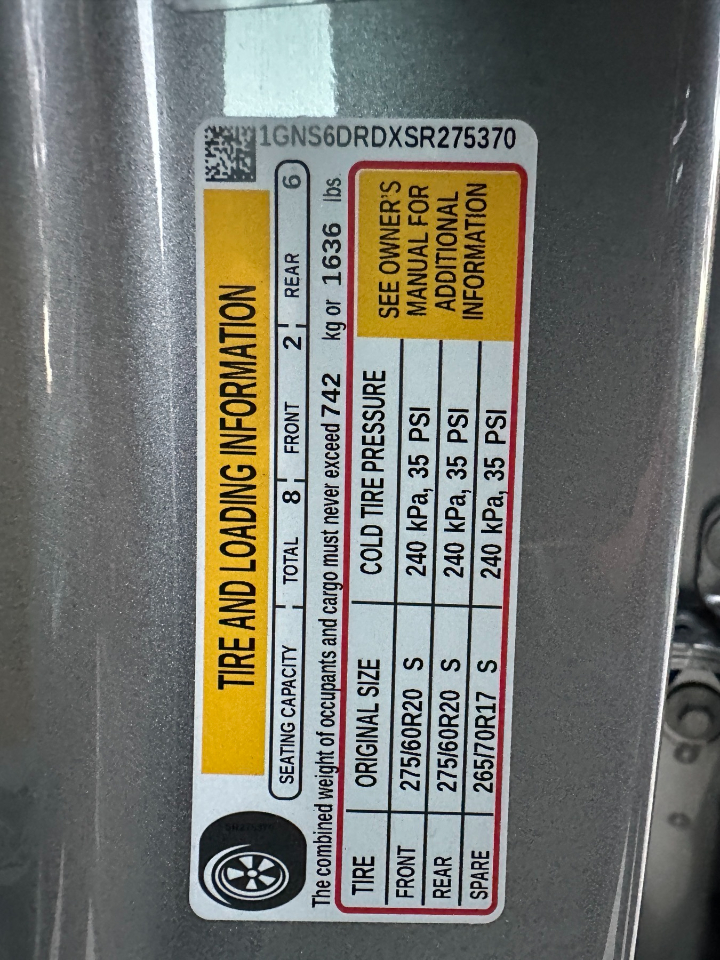 1GNS6DRDXSR275370
TIRE AND LOADING INFORMATION
SEATING CAPACITY TOTAL 8 FRONT 2 REAR 6
The combined weight of occupants and cargo must never exceed 742 kg or 1636 lbs.
TIRE ORIGINAL SIZE COLD TIRE PRESSURE
FRONT 275/60R20 S 240 kPa, 35 PSI
REAR 275/60R20 S 240 kPa, 35 PSI
SPARE 265/70R17 S 240 kPa, 35 PSI
SEE OWNER'S
MANUAL FOR
ADDITIONAL
INFORMATION